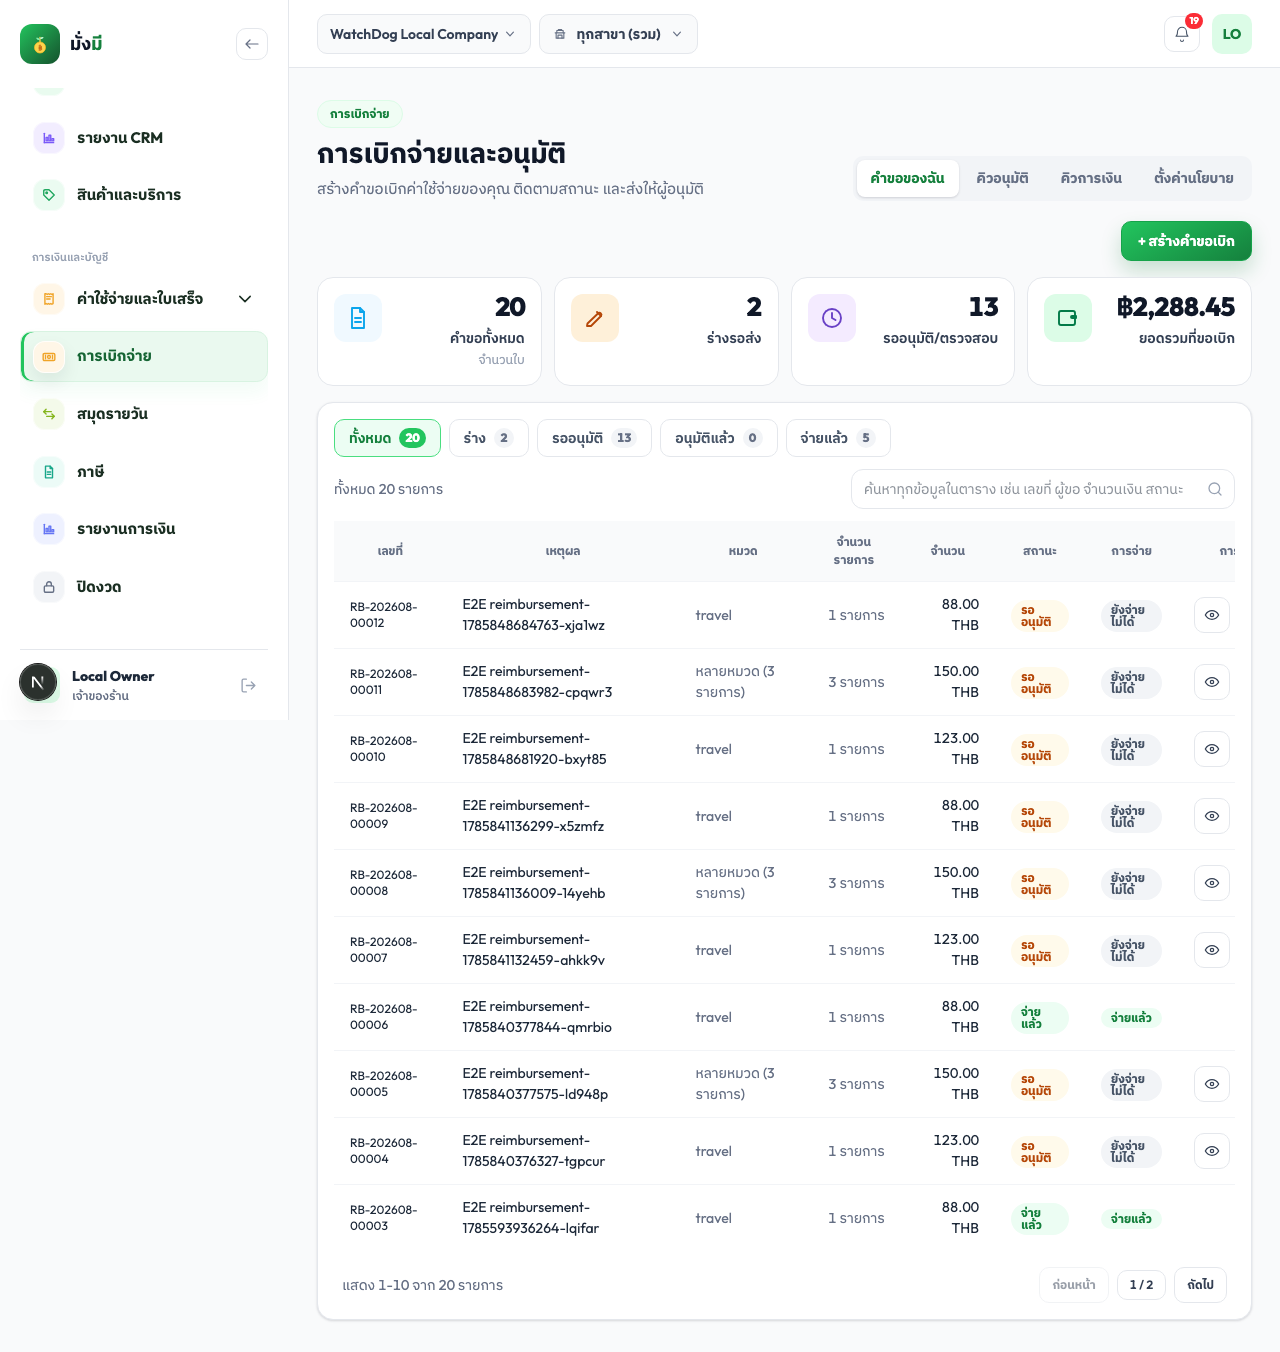 มั่งมี
WatchDog Local Company
ทุกสาขา (รวม)
19
LO
รายงาน CRM
สินค้าและบริการ
การเงินและบัญชี
ค่าใช้จ่ายและใบเสร็จ
การเบิกจ่าย
สมุดรายวัน
ภาษี
รายงานการเงิน
ปิดงวด
N
Local Owner
เจ้าของร้าน
การเบิกจ่าย
การเบิกจ่ายและอนุมัติ
สร้างคำขอเบิกค่าใช้จ่ายของคุณ ติดตามสถานะ และส่งให้ผู้อนุมัติ
คำขอของฉัน
คิวอนุมัติ
คิวการเงิน
ตั้งค่านโยบาย
+ สร้างคำขอเบิก
20
คำขอทั้งหมด
จำนวนใบ
2
ร่างรอส่ง
13
รออนุมัติ/ตรวจสอบ
฿2,288.45
ยอดรวมที่ขอเบิก
ทั้งหมด 20
ร่าง 2
รออนุมัติ 13
อนุมัติแล้ว 0
จ่ายแล้ว 5
ทั้งหมด 20 รายการ
ค้นหาทุกข้อมูลในตาราง เช่น เลขที่ ผู้ขอ จำนวนเงิน สถานะ
เลขที่
เหตุผล
หมวด
จำนวน
รายการ
จำนวน
สถานะ
การจ่าย
RB-202608-
00012
E2E reimbursement-
1785848684763-xja1wz
travel
1 รายการ
88.00
THB
รอ
อนุมัติ
ยังจ่าย
ไม่ได้
RB-202608-
00011
E2E reimbursement-
1785848683982-cpqwr3
หลายหมวด (3
รายการ)
3 รายการ
150.00
THB
รอ
อนุมัติ
ยังจ่าย
ไม่ได้
RB-202608-
00010
E2E reimbursement-
1785848681920-bxyt85
travel
1 รายการ
123.00
THB
รอ
อนุมัติ
ยังจ่าย
ไม่ได้
RB-202608-
00009
E2E reimbursement-
1785841136299-x5zmfz
travel
1 รายการ
88.00
THB
รอ
อนุมัติ
ยังจ่าย
ไม่ได้
RB-202608-
00008
E2E reimbursement-
1785841136009-14yehb
หลายหมวด (3
รายการ)
3 รายการ
150.00
THB
รอ
อนุมัติ
ยังจ่าย
ไม่ได้
RB-202608-
00007
E2E reimbursement-
1785841132459-ahkk9v
travel
1 รายการ
123.00
THB
รอ
อนุมัติ
ยังจ่าย
ไม่ได้
RB-202608-
00006
E2E reimbursement-
1785840377844-qmrbio
travel
1 รายการ
88.00
THB
จ่าย
แล้ว
จ่ายแล้ว
RB-202608-
00005
E2E reimbursement-
1785840377575-ld948p
หลายหมวด (3
รายการ)
3 รายการ
150.00
THB
รอ
อนุมัติ
ยังจ่าย
ไม่ได้
RB-202608-
00004
E2E reimbursement-
1785840376327-tgpcur
travel
1 รายการ
123.00
THB
รอ
อนุมัติ
ยังจ่าย
ไม่ได้
RB-202608-
00003
E2E reimbursement-
1785593936264-lqifar
travel
1 รายการ
88.00
THB
จ่าย
แล้ว
จ่ายแล้ว
แสดง 1-10 จาก 20 รายการ
ก่อนหน้า
1 / 2
ถัดไป